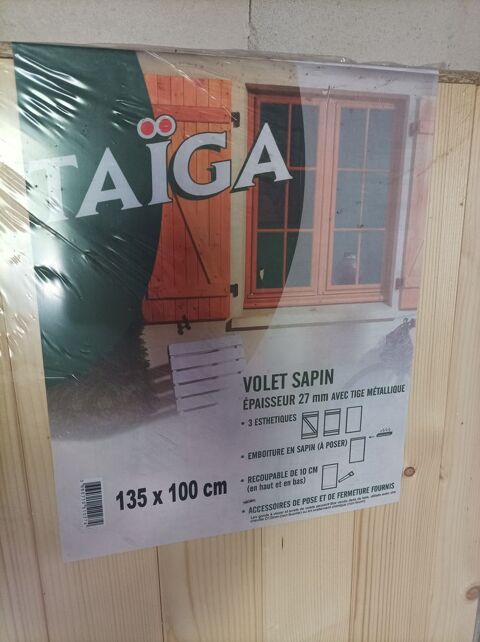 TAÏGA
VOLET SAPIN
ÉPAISSEUR 27 mm AVEC TIGE MÉTALLIQUE
• 3 ESTHETIQUES
• EMBOITURE EN SAPIN (À POSER)
• RECOUPABLE DE 10 CM
(en haut et en bas)
• ACCESSOIRES DE POSE ET DE FERMETURE FOURNIS
135 x 100 cm